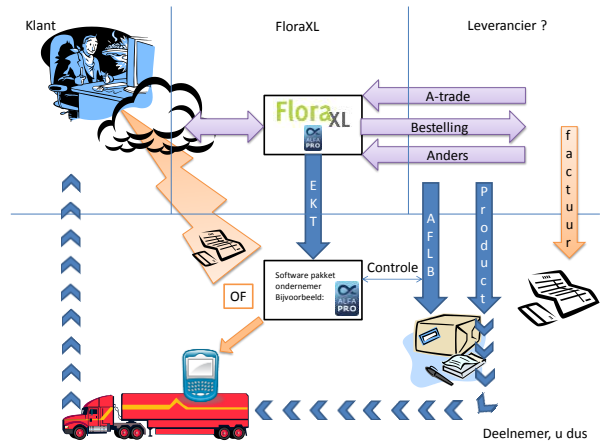 Klant
FloraXL
Leverancier ?
Flora
XL
ALFA
PRO
A-trade
Bestelling
Anders
factuur
EKT
AFLB
Product
Controle
Software pakket
ondernemer
Bijvoorbeeld:
ALFA
PRO
OF
Deelnemer, u dus